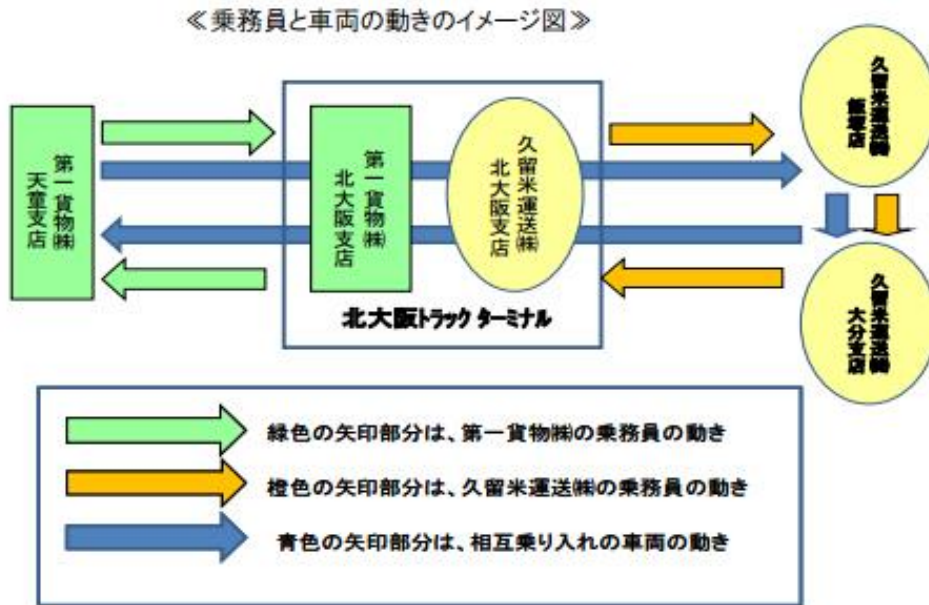 ≪乗務員と車両の動きのイメージ図≫
第一貨物㈱
天童支店
第一貨物㈱
北大阪支店
久留米運送㈱
北大阪支店
北大阪トラックターミナル
久留米運送㈱
飯塚店
久留米運送㈱
大分支店
緑色の矢印部分は、第一貨物㈱の乗務員の動き
橙色の矢印部分は、久留米運送㈱の乗務員の動き
青色の矢印部分は、相互乗り入れの車両の動き